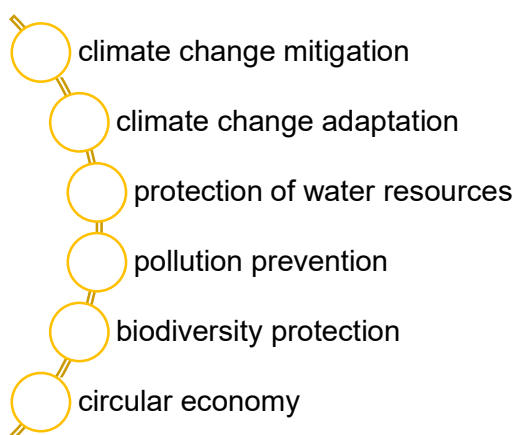 climate change mitigation
climate change adaptation
protection of water resources
pollution prevention
biodiversity protection
circular economy